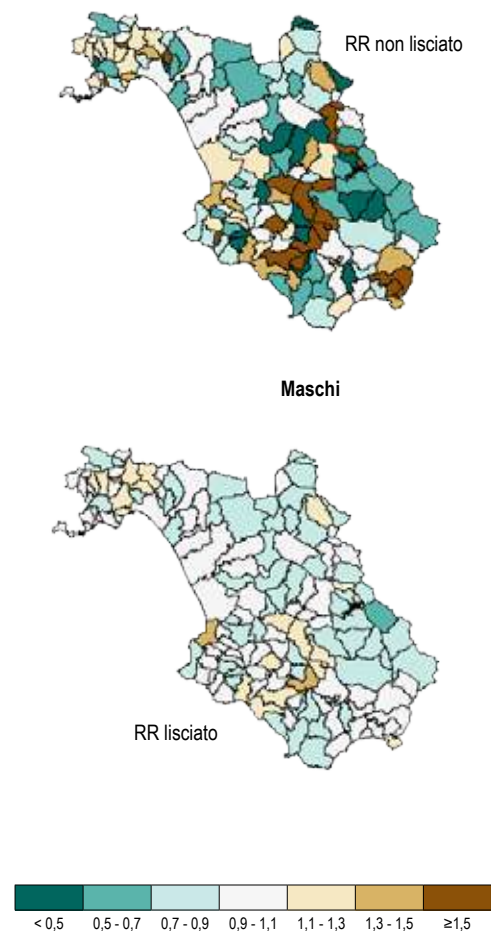 RR non lisciato
Maschi
RR lisciato
< 0,5 0,5 - 0,7 0,7 - 0,9 0,9 - 1,1 1,1 - 1,3 1,3 - 1,5 ≥1,5